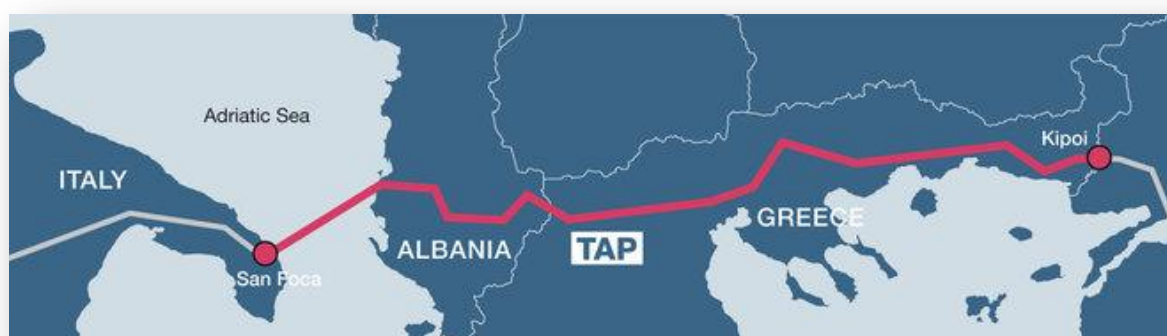 Adriatic Sea
Kipoi
ITALY
GREECE
ALBANIA
TAP
San Foca